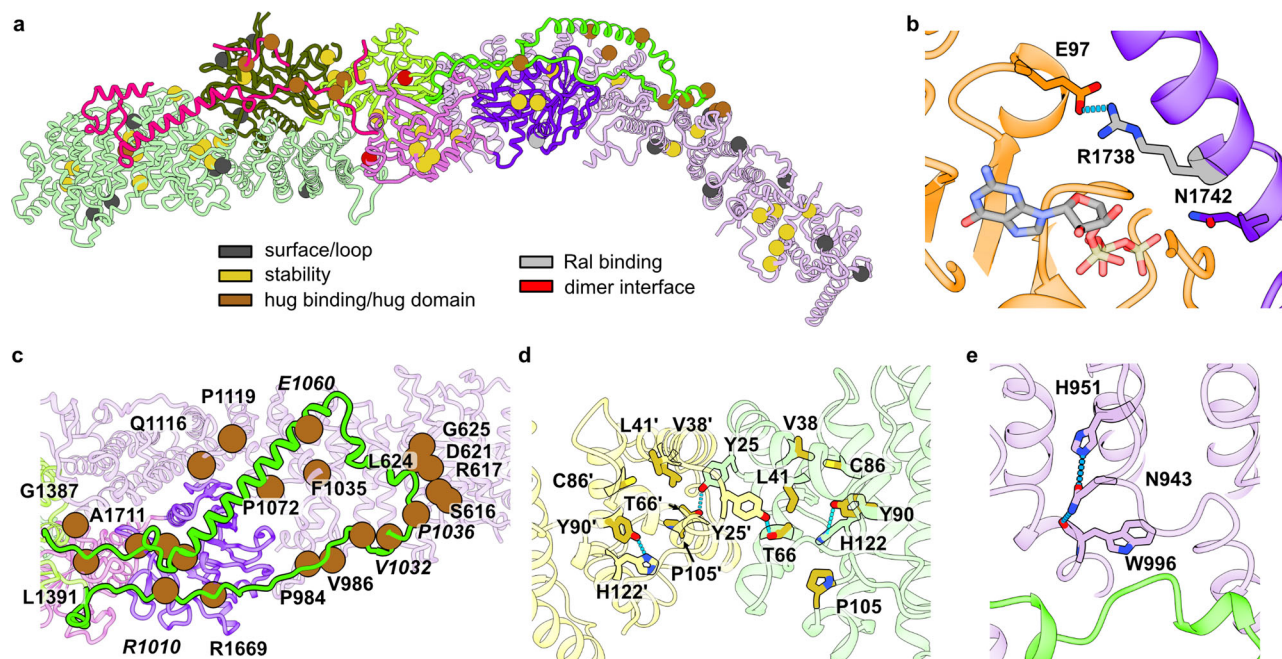 a
surface/loop
stability
hug binding/hug domain
Ral binding
dimer interface
b
E97
R1738
N1742
c
E1060
P1119
Q1116
G625
D621
L624
R617
G1387
F1035
A1711
P1072
S616
P1036
V986
V1032
L1391
P984
R1010
R1669
d
L41'
V38'
V38
Y25
L41
C86
C86'
T66'
Y90'
Y90
Y25'
H122
T66
P105'
H122'
P105
e
H951
N943
W996